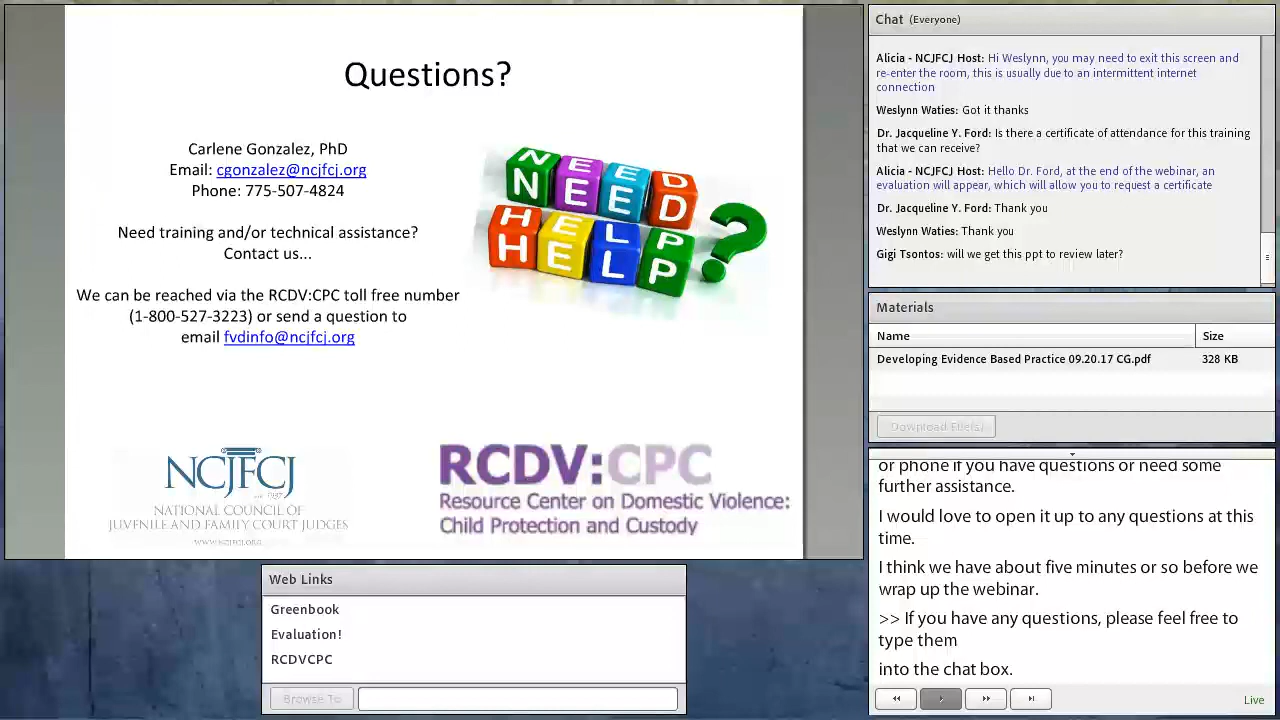 Questions?
Carlene Gonzalez, PhD
Email: cgonzalez@ncjfcj.org
Phone: 775-507-4824
Need training and/or technical assistance?
Contact us...
We can be reached via the RCDV:CPC toll free number
(1-800-527-3223) or send a question to
email fvdinfo@ncjfcj.org
NEED
NEED
HELP
HELP?
NCJFCJ
EST. 1937
NATIONAL COUNCIL OF
JUVENILE AND FAMILY COURT JUDGES
WWW.NCJFCJ.ORG
RCDV:CPC
Resource Center on Domestic Violence:
Child Protection and Custody
Web Links
Greenbook
Evaluation!
RCDVCPC
Browse To
Chat (Everyone)
Alicia - NCJFCJ Host: Hi Weslynn, you may need to exit this screen and
re-enter the room, this is usually due to an intermittent internet
connection
Weslynn Waties: Got it thanks
Dr. Jacqueline Y. Ford: Is there a certificate of attendance for this training
that we can receive?
Alicia - NCJFCJ Host: Hello Dr. Ford, at the end of the webinar, an
evaluation will appear, which will allow you to request a certificate
Dr. Jacqueline Y. Ford: Thank you
Weslynn Waties: Thank you
Gigi Tsontos: will we get this ppt to review later?
Materials
Name Size
Developing Evidence Based Practice 09.20.17 CG.pdf 328 KB
Download File(s)
or phone if you have questions or need some
further assistance.
I would love to open it up to any questions at this
time.
I think we have about five minutes or so before we
wrap up the webinar.
>> If you have any questions, please feel free to
type them
into the chat box.
Live